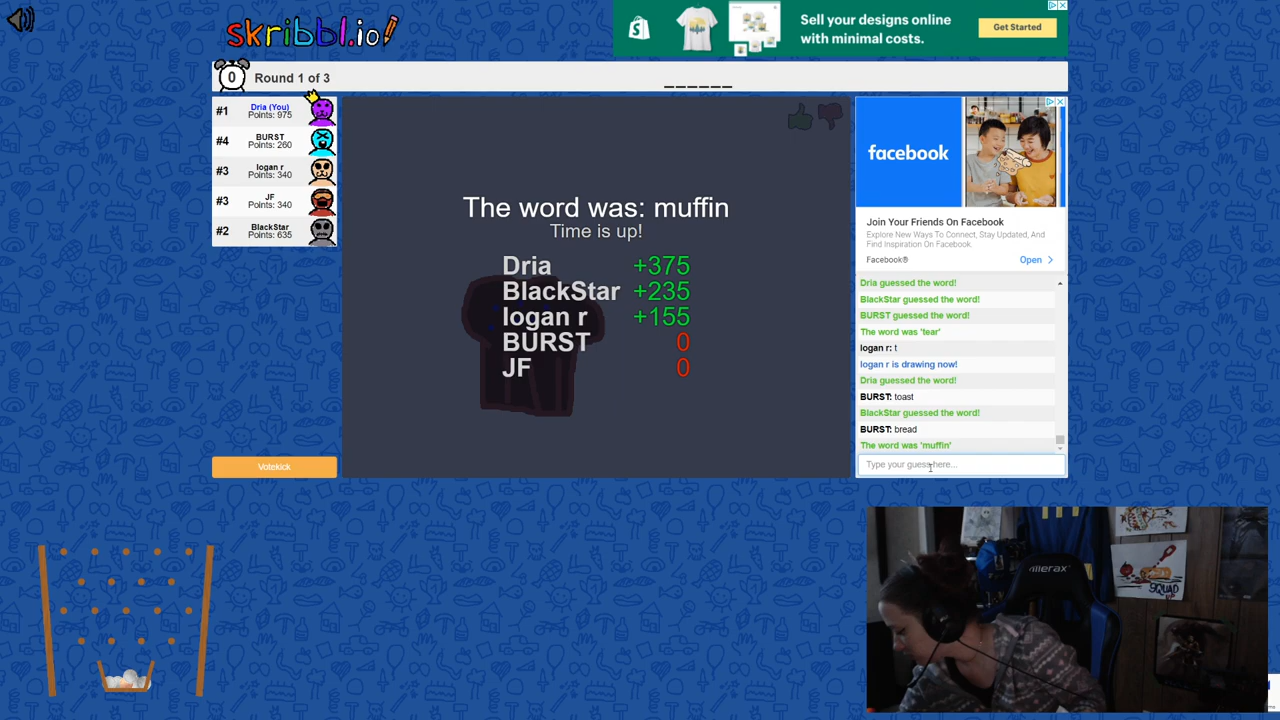 skribbl.io
Sell your designs online
with minimal costs.
Get Started
0
Round 1 of 3
______
#1
Dria (You)
Points: 975
#4
BURST
Points: 260
#3
logan r
Points: 340
#3
JF
Points: 340
#2
BlackStar
Points: 635
Votekick
The word was: muffin
Time is up!
Dria +375
BlackStar +235
logan r +155
BURST 0
JF 0
facebook
Join Your Friends On Facebook
Explore New Ways To Connect, Stay Updated, And
Find Inspiration On Facebook.
Facebook®
Open
Dria guessed the word!
BlackStar guessed the word!
BURST guessed the word!
The word was 'tear'
logan r: t
logan r is drawing now!
Dria guessed the word!
BURST: toast
BlackStar guessed the word!
BURST: bread
The word was 'muffin'
Type your guess here...
merax
SQUAD